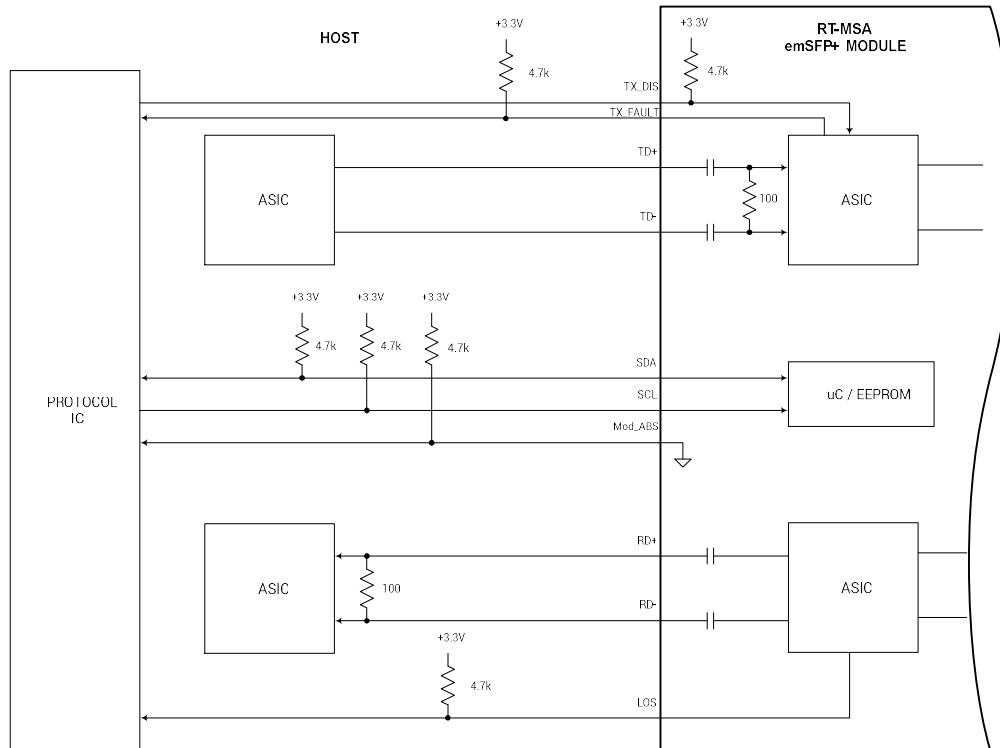 HOST
RT-MSA
emSFP+ MODULE
+3.3V
4.7k
+3.3V
4.7k
TX_DIS
TX_FAULT
TD+
TD-
100
ASIC
ASIC
+3.3V
+3.3V
+3.3V
4.7k
4.7k
4.7k
SDA
SCL
Mod_ABS
uC / EEPROM
PROTOCOL
IC
ASIC
100
RD+
RD-
ASIC
+3.3V
4.7k
LOS